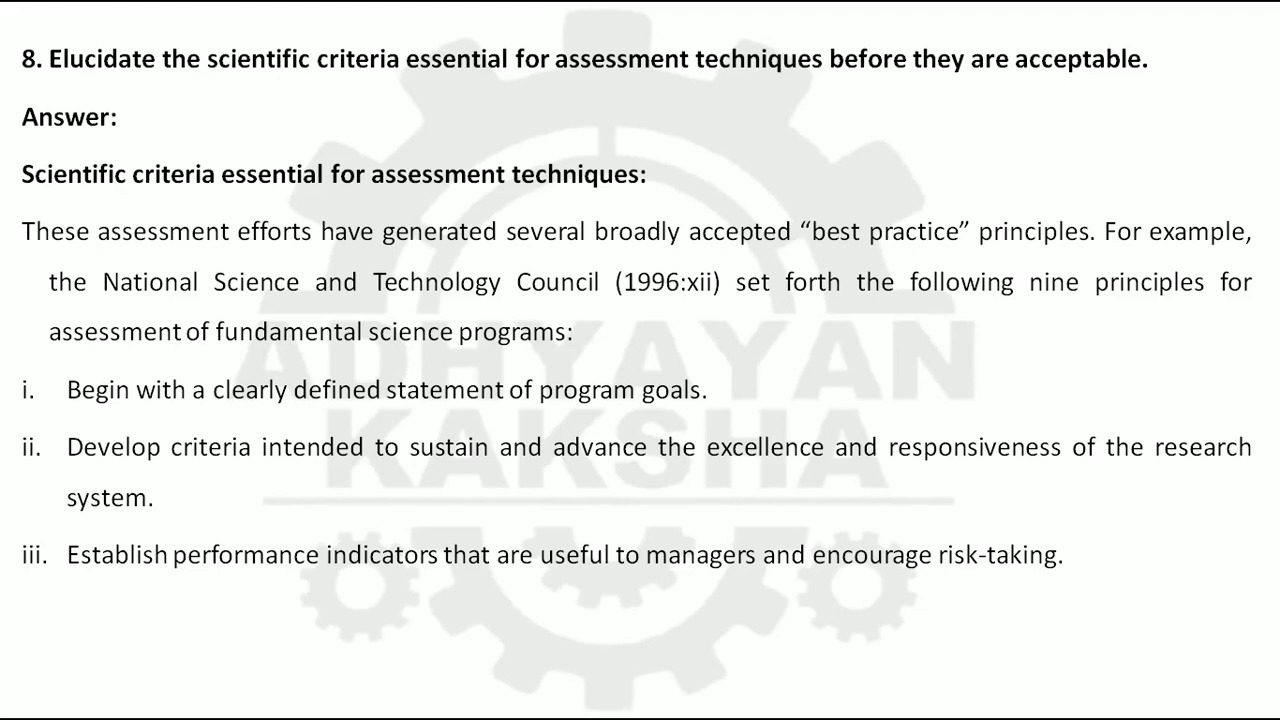 8. Elucidate the scientific criteria essential for assessment techniques before they are acceptable.
Answer:
Scientific criteria essential for assessment techniques:
These assessment efforts have generated several broadly accepted “best practice” principles. For example,
the National Science and Technology Council (1996:xii) set forth the following nine principles for
assessment of fundamental science programs:
i. Begin with a clearly defined statement of program goals.
ii. Develop criteria intended to sustain and advance the excellence and responsiveness of the research
system.
iii. Establish performance indicators that are useful to managers and encourage risk-taking.
ADHYAYAN
KAKSHA